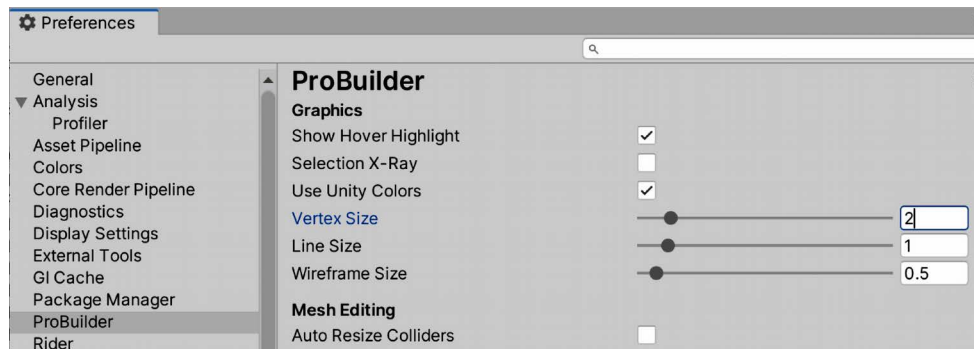 Preferences
General
Analysis
Profiler
Asset Pipeline
Colors
Core Render Pipeline
Diagnostics
Display Settings
External Tools
GI Cache
Package Manager
ProBuilder
Rider
ProBuilder
Graphics
Show Hover Highlight
Selection X-Ray
Use Unity Colors
Vertex Size 2
Line Size 1
Wireframe Size 0.5
Mesh Editing
Auto Resize Colliders